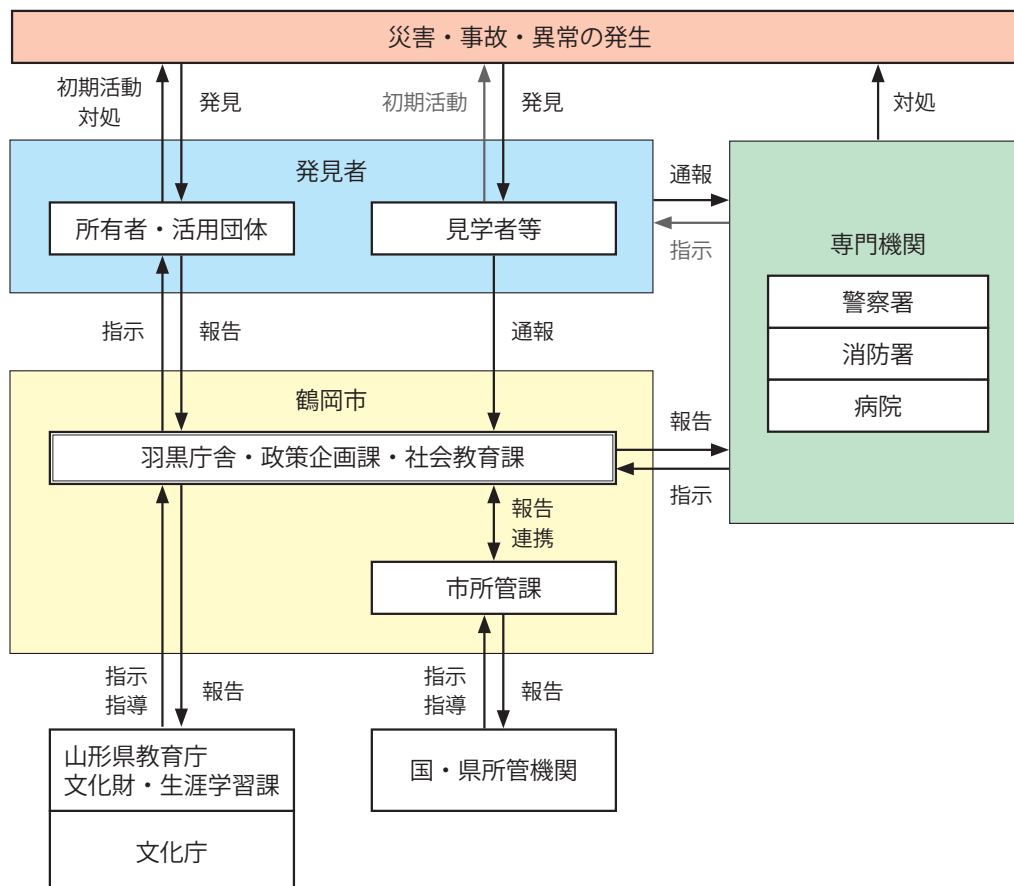 災害・事故・異常の発生
初期活動
対処
発見
初期活動
発見
対処
発見者
通報
所有者・活用団体
見学者等
指示
専門機関
警察署
消防署
病院
指示
報告
通報
鶴岡市
報告
羽黒庁舎・政策企画課・社会教育課
指示
報告
連携
市所管課
指示
指導
報告
指示
指導
報告
山形県教育庁
文化財・生涯学習課
国・県所管機関
文化庁